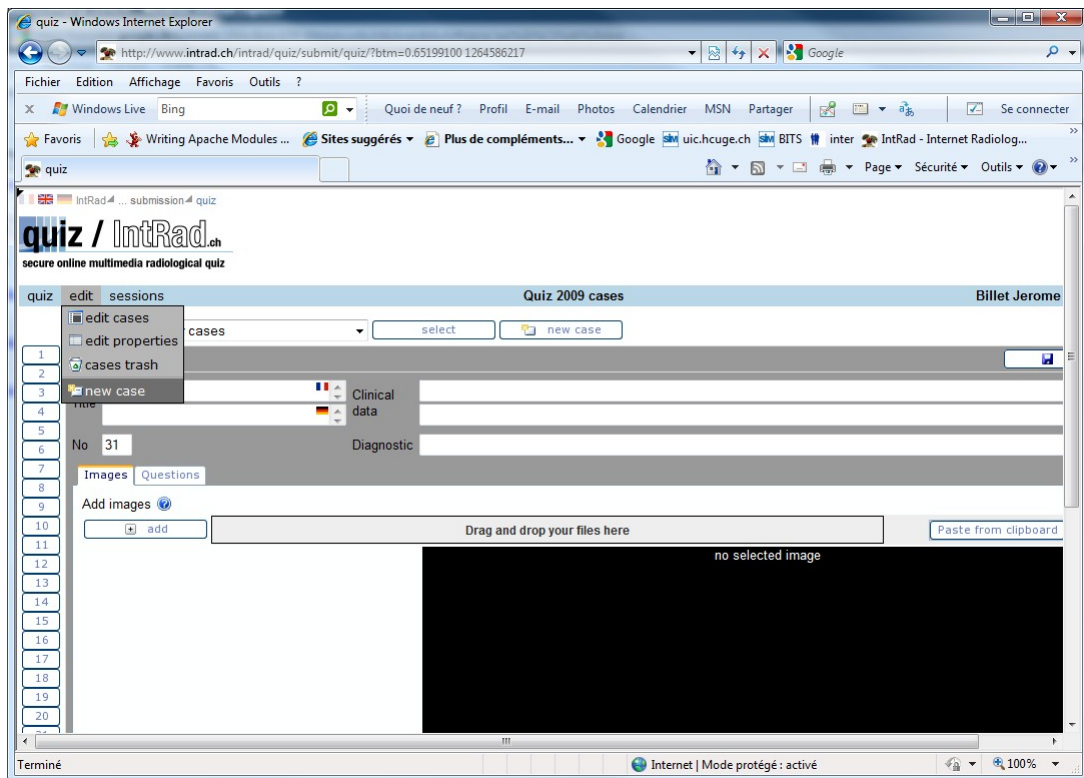 quiz - Windows Internet Explorer
http://www.intrad.ch/intrad/quiz/submit/quiz/?btm=0.65199100 1264586217
Google
Fichier Edition Affichage Favoris Outils ?
x Windows Live Bing Quoi de neuf ? Profil E-mail Photos Calendrier MSN Partager Se connecter
Favoris Writing Apache Modules ... Sites suggérés Plus de compléments... Google uic.hcuge.ch BITS inter IntRad - Internet Radiolog... »
quiz Page Sécurité Outils »
IntRad ... submission quiz
quiz / IntRad.ch
secure online multimedia radiological quiz
quiz edit sessions Quiz 2009 cases Billet Jerome
edit cases
cases select new case
edit properties
cases trash
new case
1
2
3 Clinical
4 Title data
5
6 No 31 Diagnostic
7 Images Questions
8
9 Add images
10 add Drag and drop your files here Paste from clipboard
11
12 no selected image
13
14
15
16
17
18
19
20
Terminé Internet | Mode protégé : activé 100%